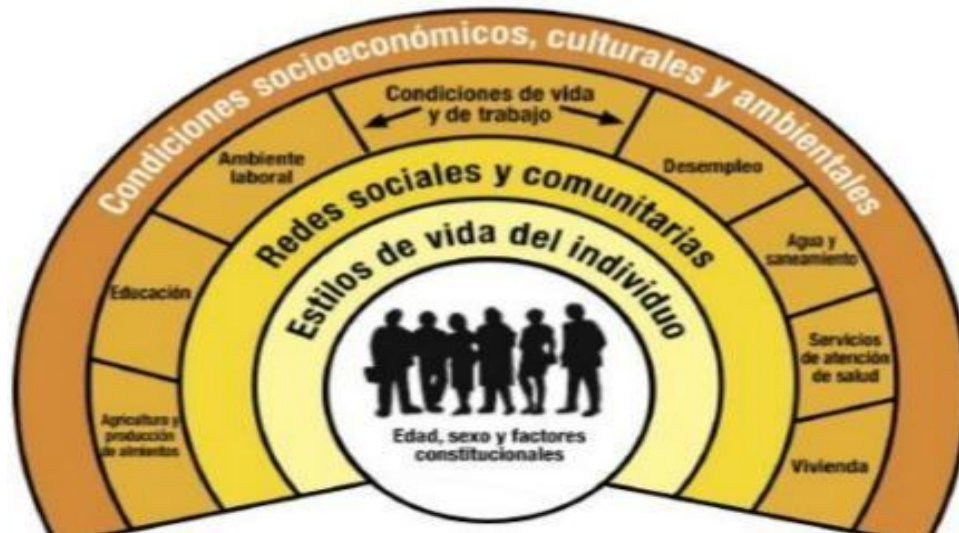 Condiciones socioeconómicos, culturales y ambientales
Condiciones de vida
y de trabajo
Ambiente
laboral
Desempleo
Redes sociales y comunitarias
Agua y
saneamiento
Estilos de vida del individuo
Educación
Servicios
de atención
de salud
Agricultura y
producción
de alimientos
Edad, sexo y factores
constitucionales
Vivienda